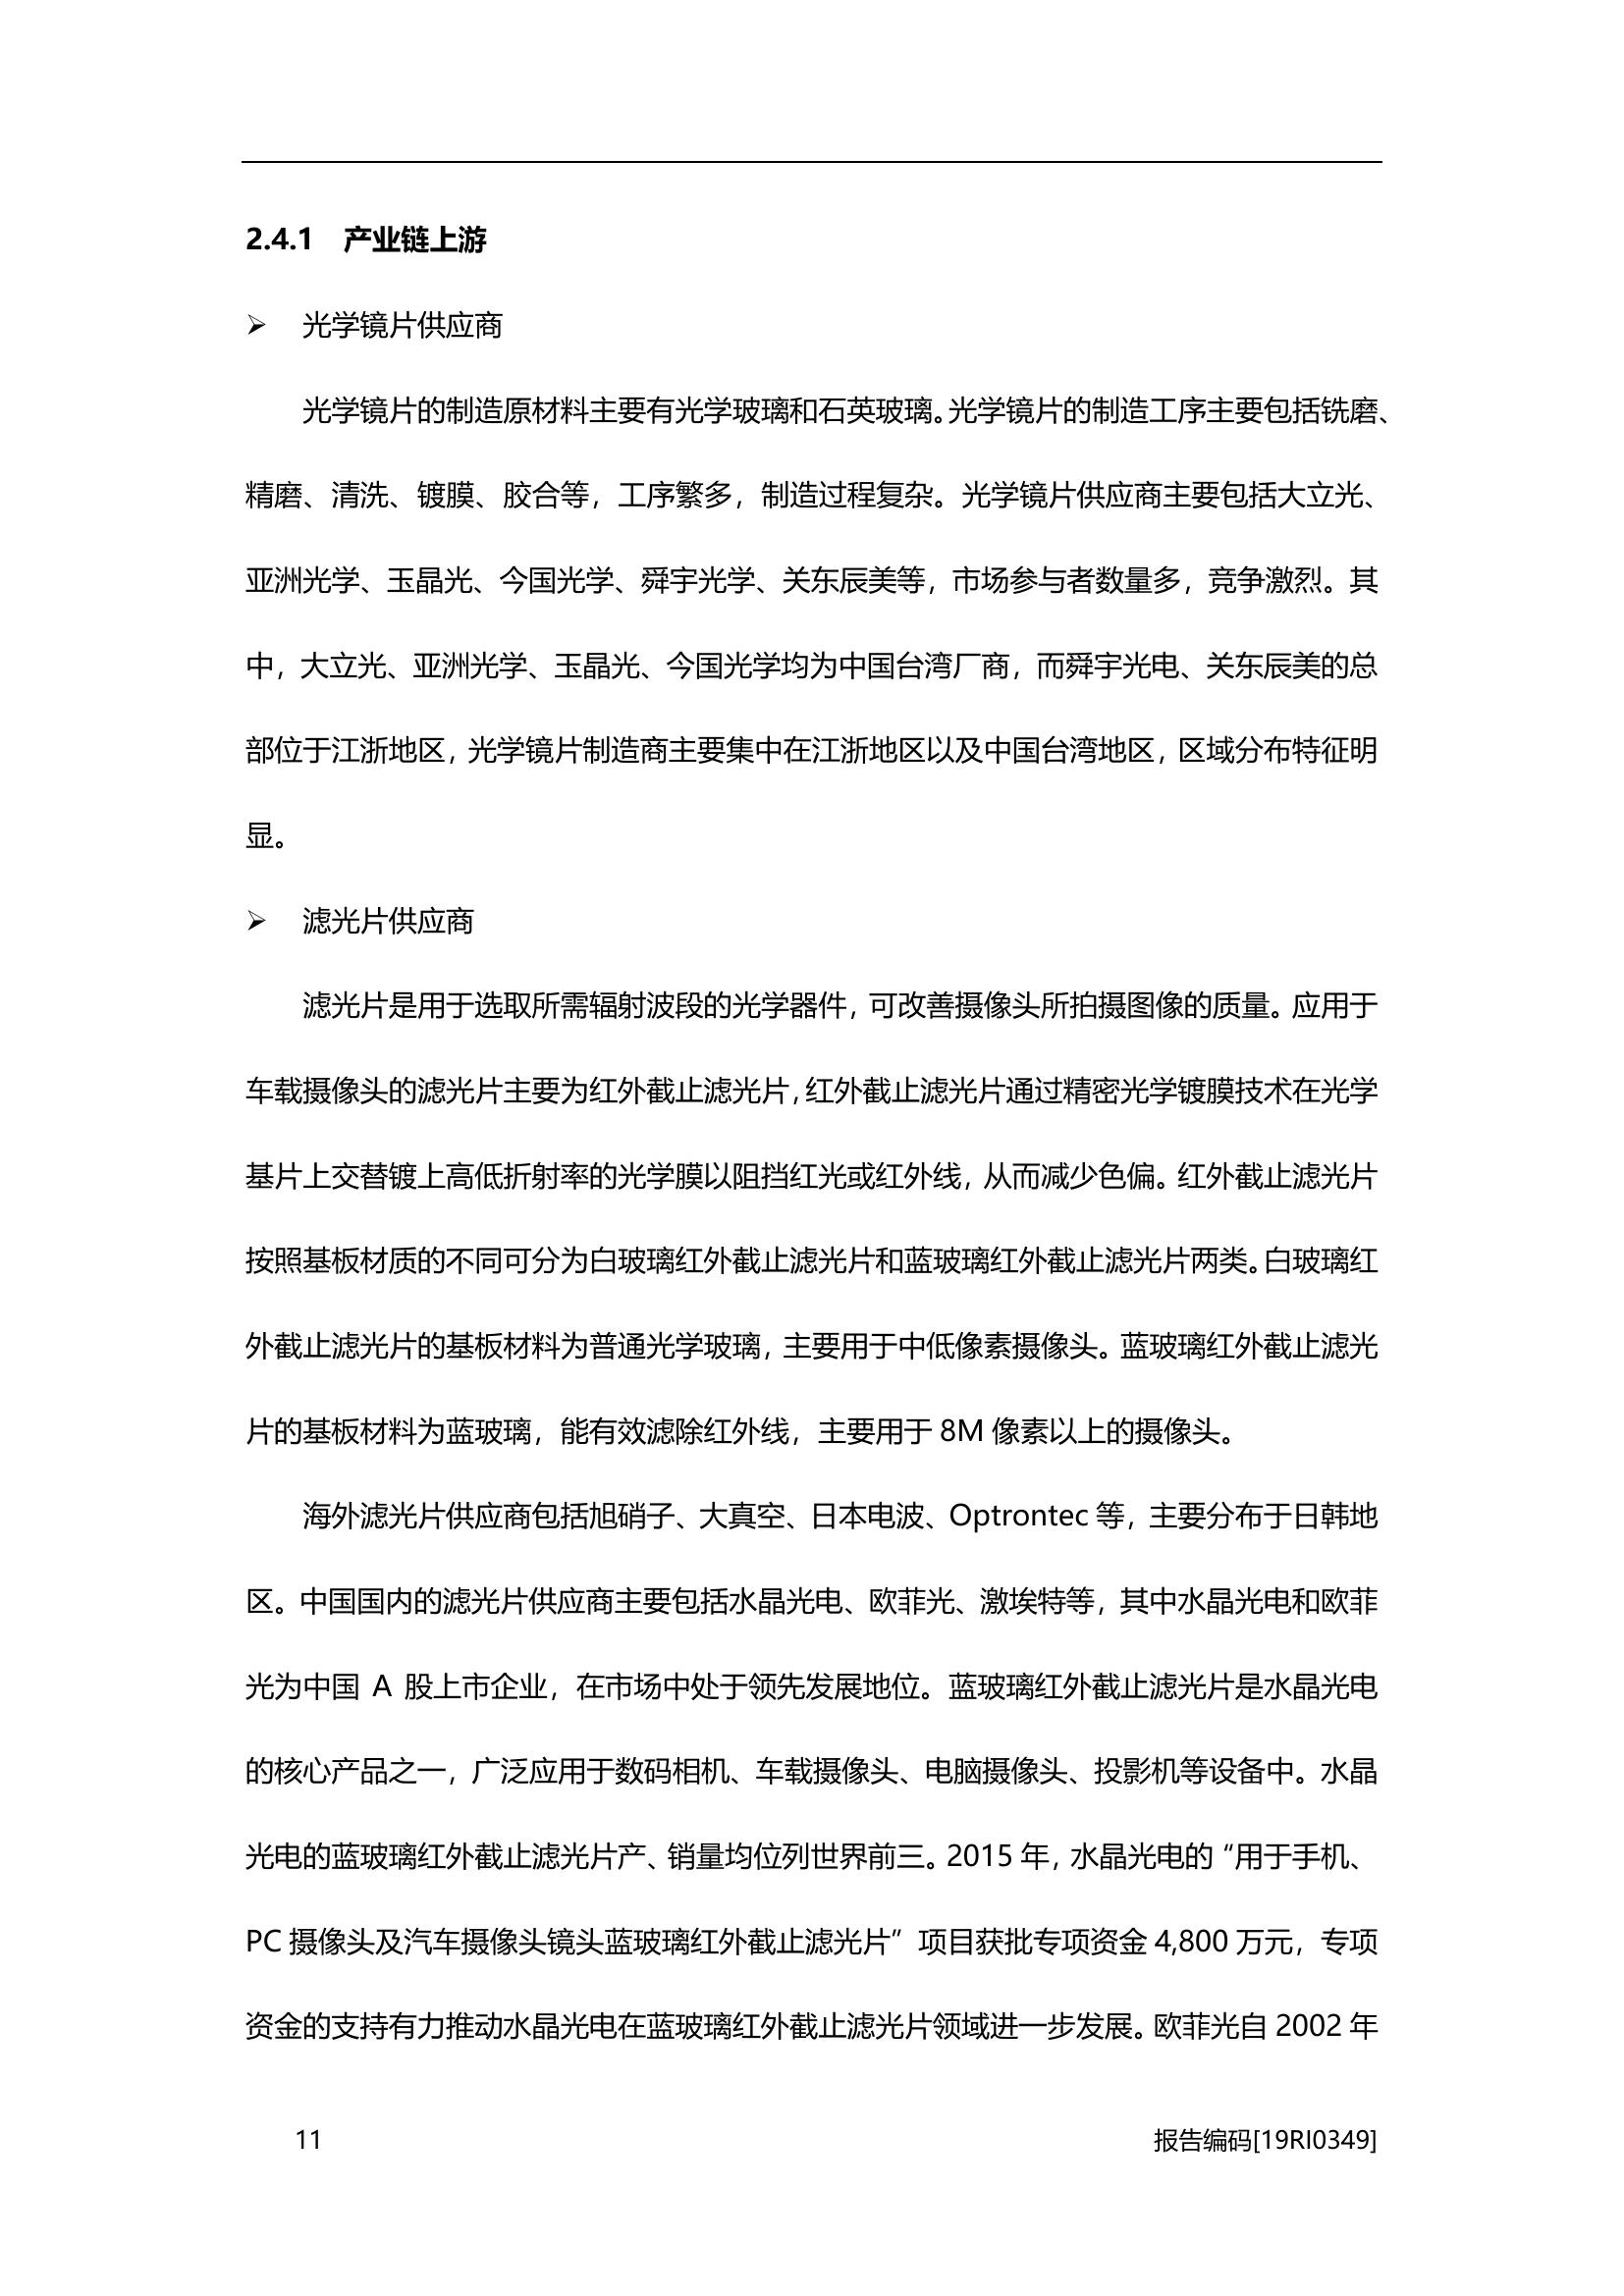 2.4.1 产业链上游
➢ 光学镜片供应商
光学镜片的制造原材料主要有光学玻璃和石英玻璃。光学镜片的制造工序主要包括铣磨、
精磨、清洗、镀膜、胶合等，工序繁多，制造过程复杂。光学镜片供应商主要包括大立光、
亚洲光学、玉晶光、今国光学、舜宇光学、关东辰美等，市场参与者数量多，竞争激烈。其
中，大立光、亚洲光学、玉晶光、今国光学均为中国台湾厂商，而舜宇光电、关东辰美的总
部位于江浙地区，光学镜片制造商主要集中在江浙地区以及中国台湾地区，区域分布特征明
显。
➢ 滤光片供应商
滤光片是用于选取所需辐射波段的光学器件，可改善摄像头所拍摄图像的质量。应用于
车载摄像头的滤光片主要为红外截止滤光片，红外截止滤光片通过精密光学镀膜技术在光学
基片上交替镀上高低折射率的光学膜以阻挡红光或红外线，从而减少色偏。红外截止滤光片
按照基板材质的不同可分为白玻璃红外截止滤光片和蓝玻璃红外截止滤光片两类。白玻璃红
外截止滤光片的基板材料为普通光学玻璃，主要用于中低像素摄像头。蓝玻璃红外截止滤光
片的基板材料为蓝玻璃，能有效滤除红外线，主要用于 8M 像素以上的摄像头。
海外滤光片供应商包括旭硝子、大真空、日本电波、Optrontec 等，主要分布于日韩地
区。中国国内的滤光片供应商主要包括水晶光电、欧菲光、激埃特等，其中水晶光电和欧菲
光为中国 A 股上市企业，在市场中处于领先发展地位。蓝玻璃红外截止滤光片是水晶光电
的核心产品之一，广泛应用于数码相机、车载摄像头、电脑摄像头、投影机等设备中。水晶
光电的蓝玻璃红外截止滤光片产、销量均位列世界前三。2015 年，水晶光电的“用于手机、
PC 摄像头及汽车摄像头镜头蓝玻璃红外截止滤光片”项目获批专项资金 4,800 万元，专项
资金的支持有力推动水晶光电在蓝玻璃红外截止滤光片领域进一步发展。欧菲光自 2002 年
11 报告编码[19RI0349]